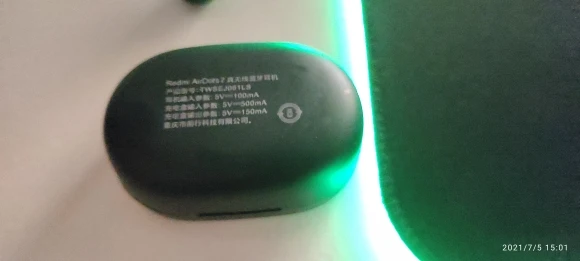 Redmi AirDots 2 真无线蓝牙耳机
产品型号: TWSEJ061LS
耳机输入参数: 5V⎓100mA
充电盒输入参数: 5V⎓500mA
充电盒输出参数: 5V⎓150mA
重庆市前行科技有限公司。
8
2021/7/5 15:01